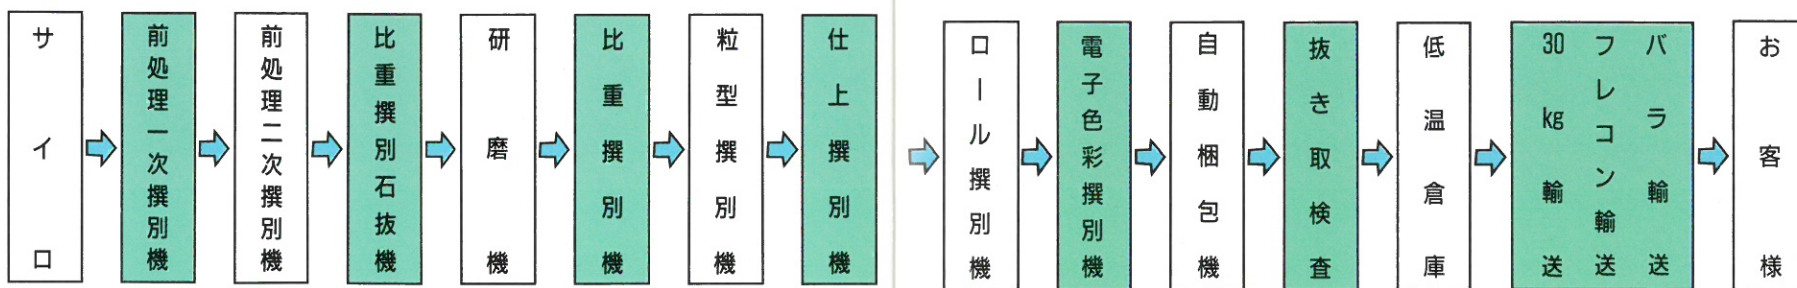 サイロ
前処理一次撰別機
前処理二次撰別機
比重撰別石抜機
研磨機
比重撰別機
粒型撰別機
仕上撰別機
ロール撰別機
電子色彩撰別機
自動梱包機
抜き取検査
低温倉庫
バラ輸送
フレコン輸送
30kg輸送
お客様